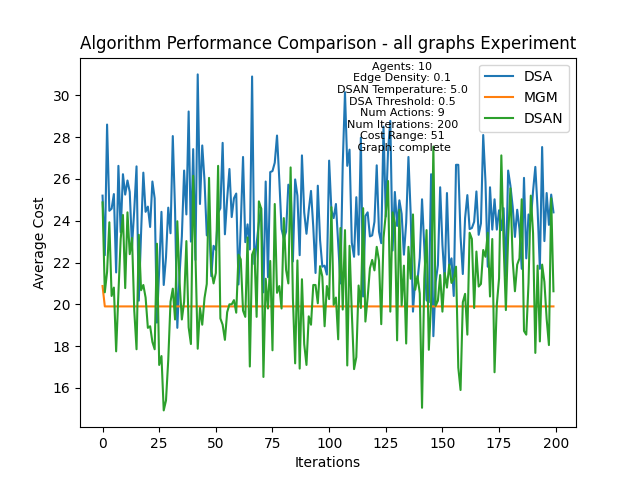 Algorithm Performance Comparison - all graphs Experiment
Agents: 10
Edge Density: 0.1
DSAN Temperature: 5.0
DSA Threshold: 0.5
Num Actions: 9
Num Iterations: 200
Cost Range: 51
Graph: complete
DSA
MGM
DSAN
Average Cost
30
28
26
24
22
20
18
16
0
25
50
75
100
125
150
175
200
Iterations